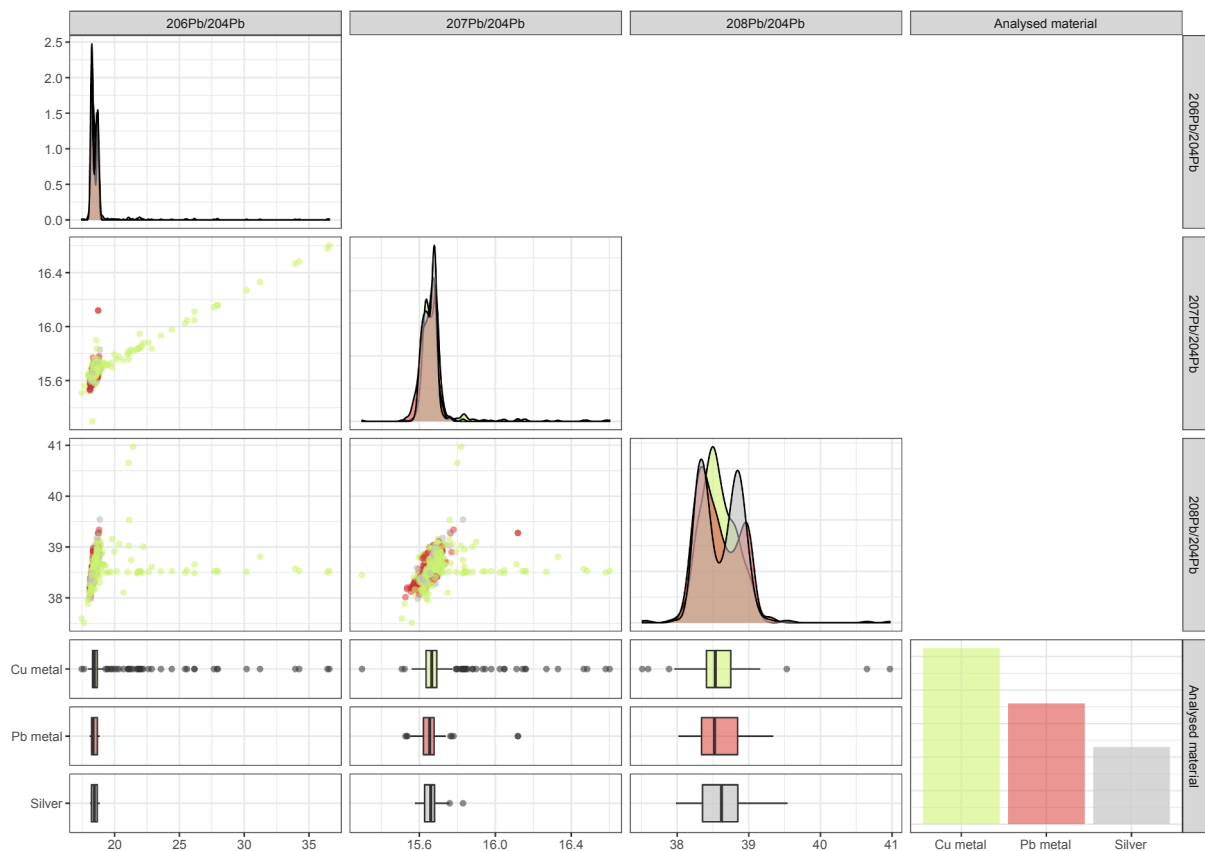 206Pb/204Pb
207Pb/204Pb
208Pb/204Pb
Analysed material
2.5
2.0
1.5
1.0
0.5
0.0
206Pb/204Pb
16.4
16.0
15.6
207Pb/204Pb
41
40
39
38
208Pb/204Pb
Cu metal
Pb metal
Silver
Analysed material
20
25
30
35
15.6
16.0
16.4
38
39
40
41
Cu metal
Pb metal
Silver